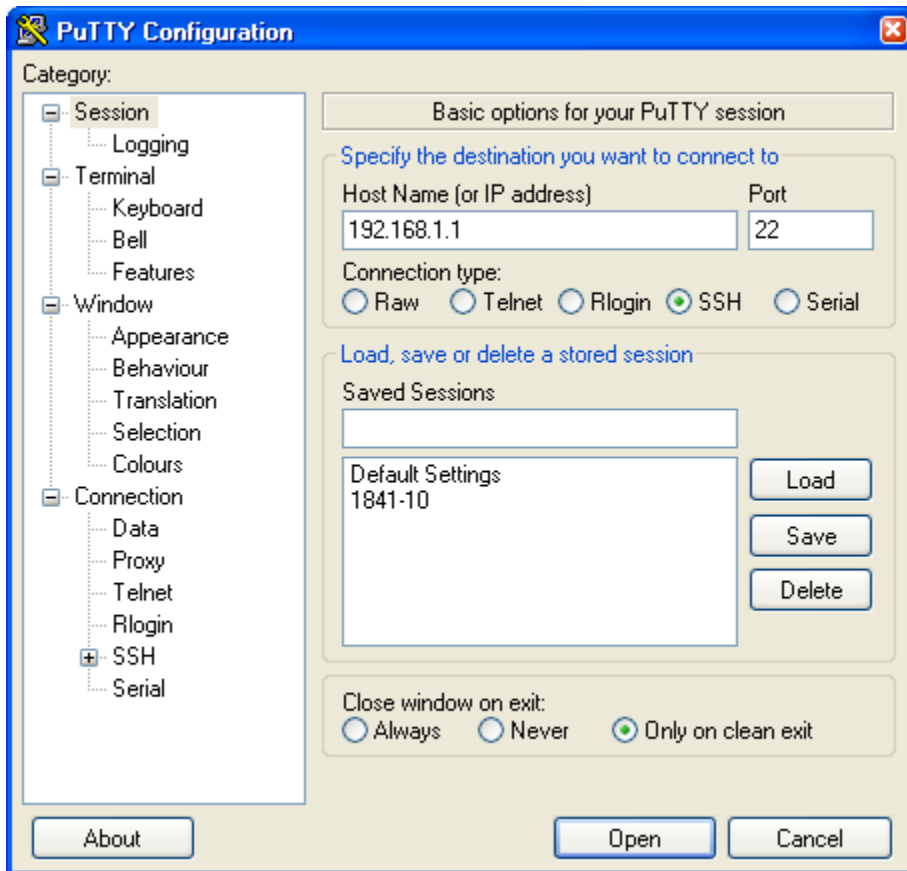 PuTTY Configuration
Category:
Session
Logging
Terminal
Keyboard
Bell
Features
Window
Appearance
Behaviour
Translation
Selection
Colours
Connection
Data
Proxy
Telnet
Rlogin
SSH
Serial
Basic options for your PuTTY session
Specify the destination you want to connect to
Host Name (or IP address) Port
192.168.1.1 22
Connection type:
Raw Telnet Rlogin SSH Serial
Load, save or delete a stored session
Saved Sessions
Default Settings
1841-10
Load
Save
Delete
Close window on exit:
Always Never Only on clean exit
About Open Cancel